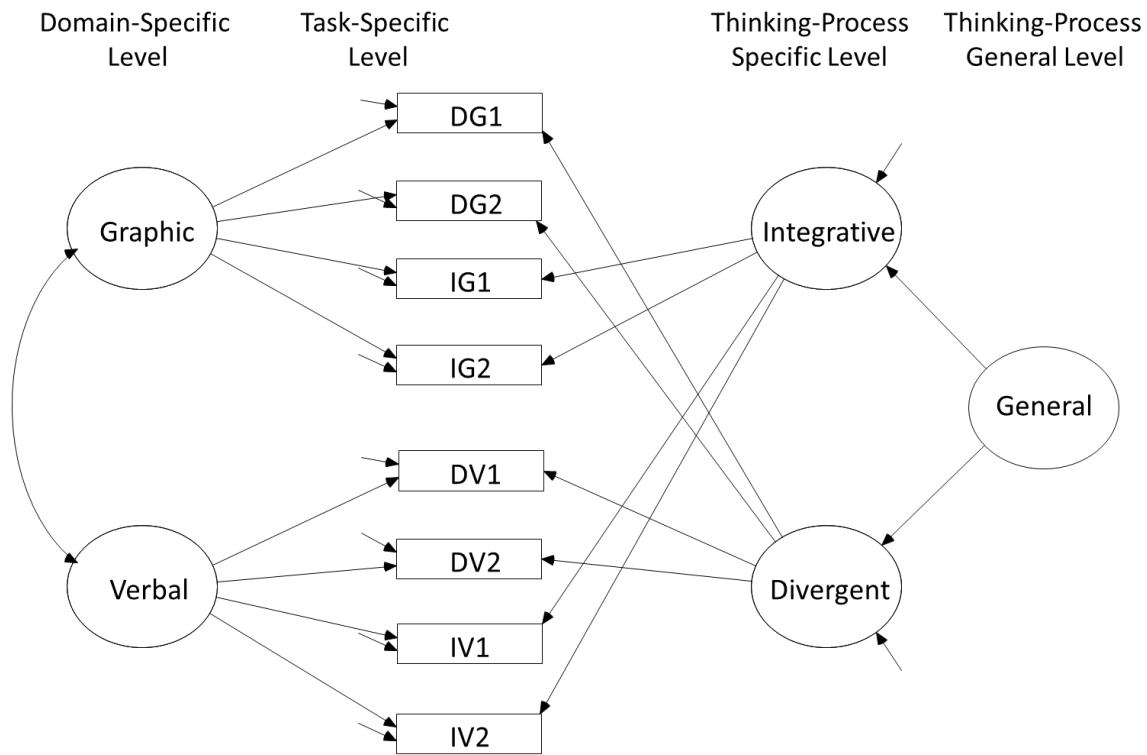 Domain-Specific
Level
Task-Specific
Level
Thinking-Process
Specific Level
Thinking-Process
General Level
DG1
DG2
IG1
IG2
DV1
DV2
IV1
IV2
Graphic
Verbal
Integrative
Divergent
General